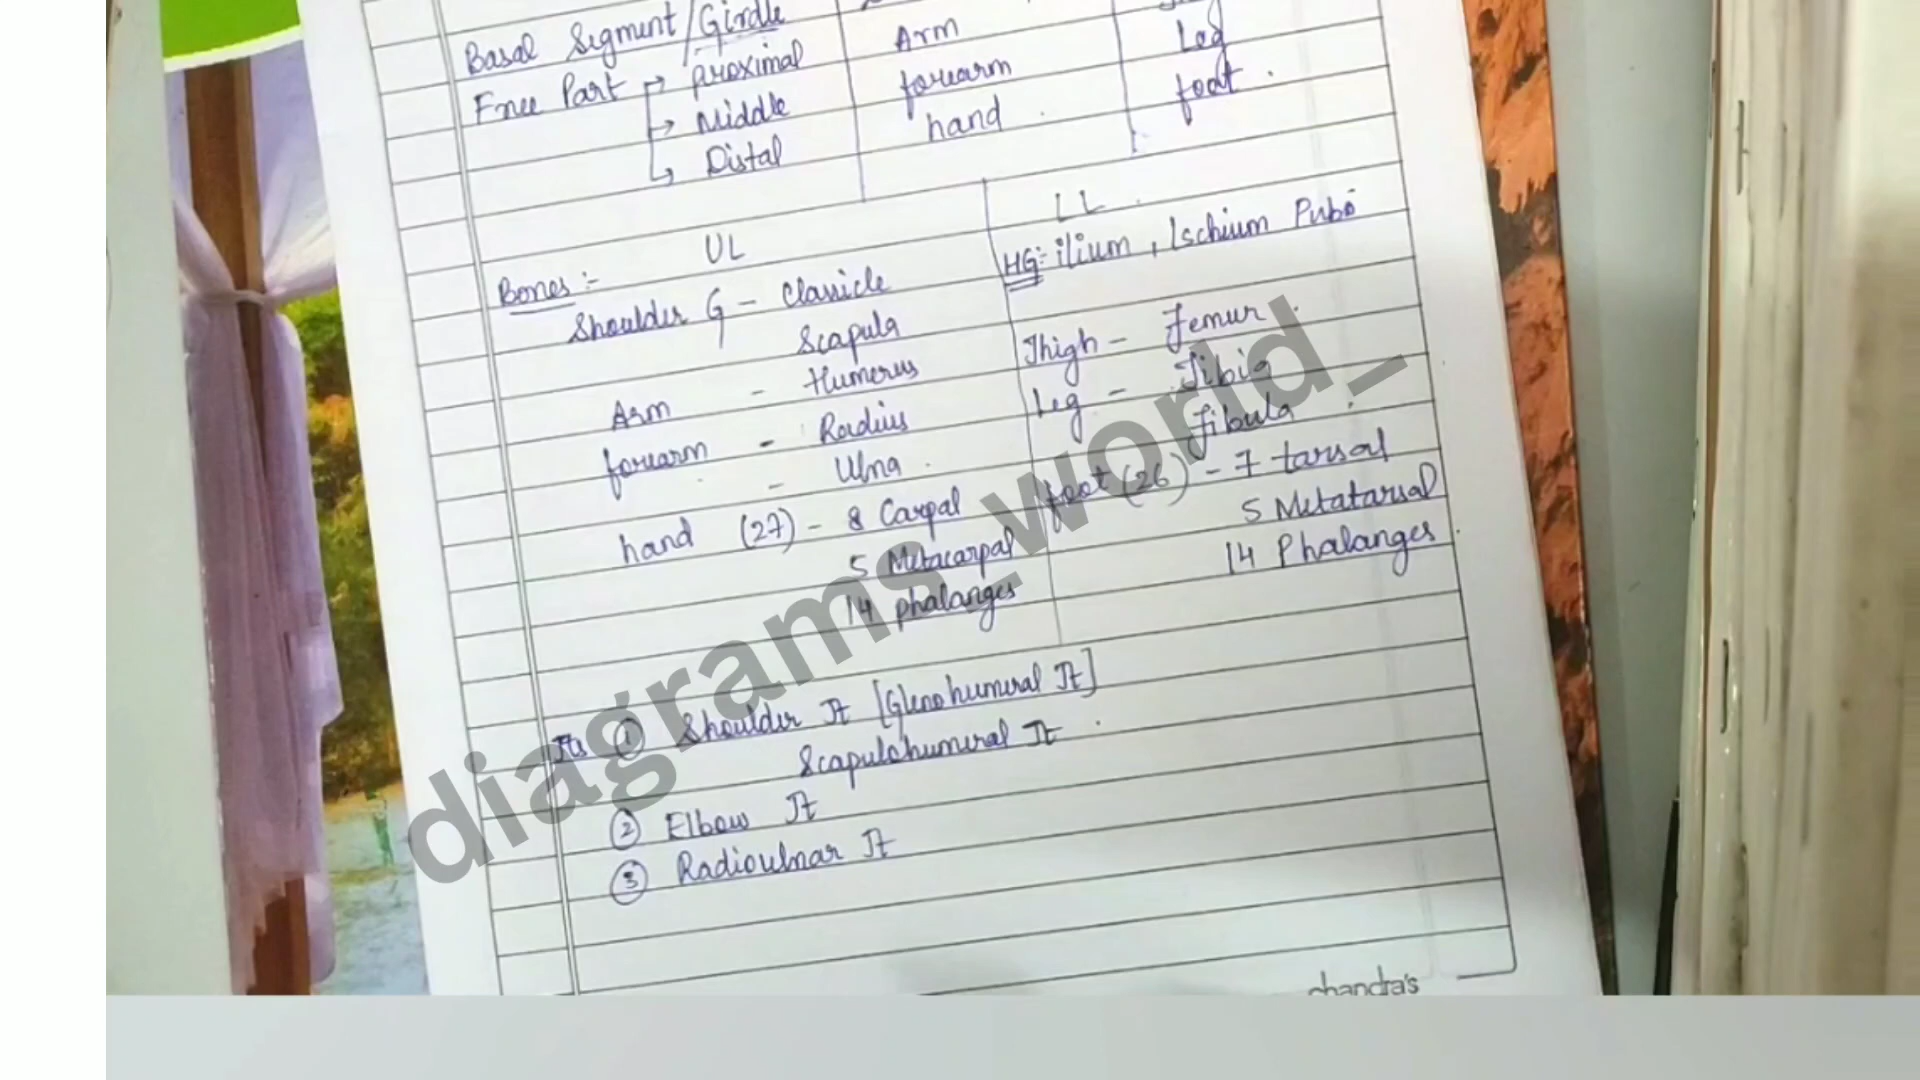 Basal Segment/Girdle
Free Part → proximal Arm Leg
→ Middle forearm foot.
→ Distal hand
UL LL
Bones:- HG: ilium, Ischium Pubis
Shoulder G - Clavicle
Scapula Thigh - femur
Arm - Humerus Leg - Tibia
forearm - Radius fibula
- Ulna.
hand (27) - 8 Carpal foot (26) - 7 tarsal
5 Metacarpal 5 Metatarsal
14 phalanges 14 Phalanges
① Shoulder Jt [Glenohumeral Jt]
Scapulohumeral Jt
② Elbow Jt
③ Radioulnar Jt
chandra's
diagrams_world_